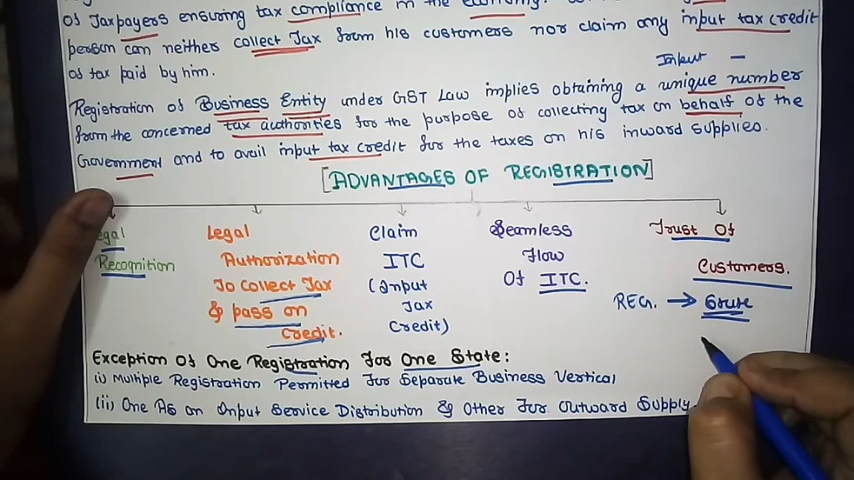 of Taxpayers ensuring tax compliance in the economy.
person can neither collect Tax from his customers nor claim any input tax credit
of tax paid by him.
Input -
Registration of Business Entity under GST Law implies obtaining a unique number
from the concerned tax authorities for the purpose of collecting tax on behalf of the
Government and to avail input tax credit for the taxes on his inward supplies.
[ADVANTAGES OF REGISTRATION]
egal
Recognition
Legal
Authorization
To Collect Tax
& pass on
credit.
Claim
ITC
(Input
Tax
Credit)
Seamless
Flow
Of ITC.
Trust Of
Customers.
REG. →
Exception Of One Registration For One State:
(i) Multiple Registration Permitted For Separate Business Vertical
(ii) One As an Input Service Distribution & Other For Outward Supply.